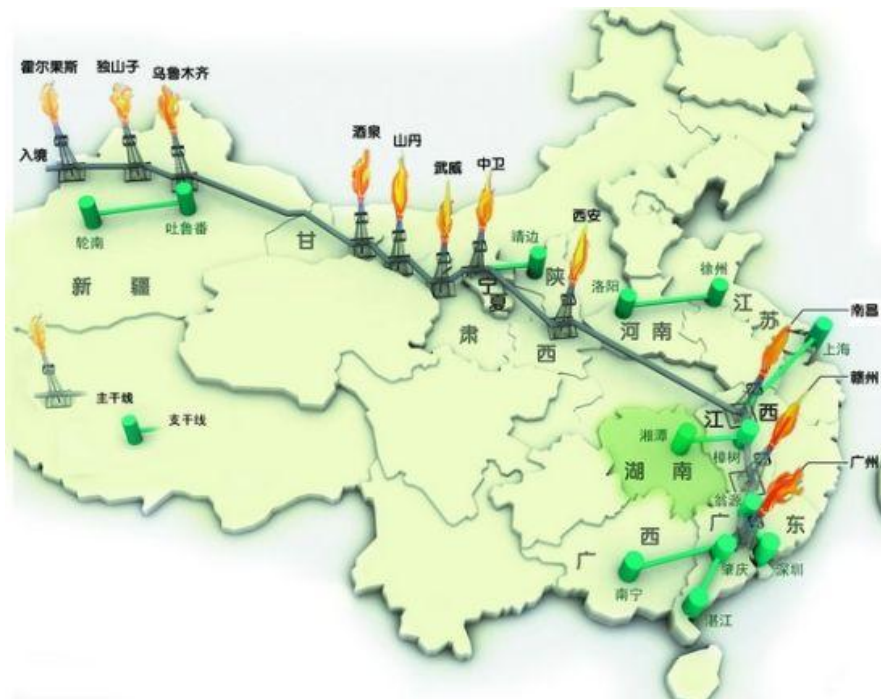 霍尔果斯
独山子
乌鲁木齐
入境
酒泉
山丹
武威
中卫
西安
轮南
吐鲁番
甘
新 疆
靖边
陕
宁
夏
肃
西
洛阳
徐州
河南
江
苏
南昌
上海
赣州
主干线
支干线
江 西
湘潭
樟树
湖 南
广州
翁源
广 东
广 西
南宁
肇庆
深圳
湛江